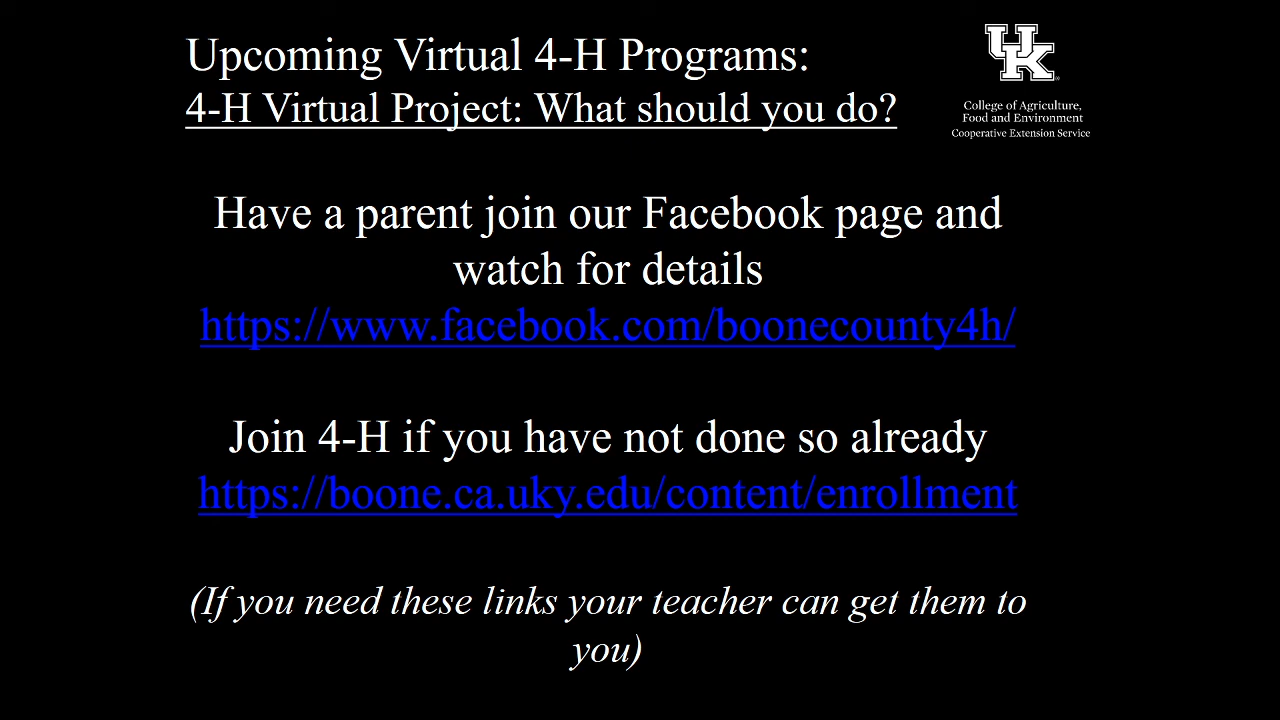 Upcoming Virtual 4-H Programs:
4-H Virtual Project: What should you do?
UK
College of Agriculture,
Food and Environment
Cooperative Extension Service
Have a parent join our Facebook page and
watch for details
https://www.facebook.com/boonecounty4h/
Join 4-H if you have not done so already
https://boone.ca.uky.edu/content/enrollment
(If you need these links your teacher can get them to
you)